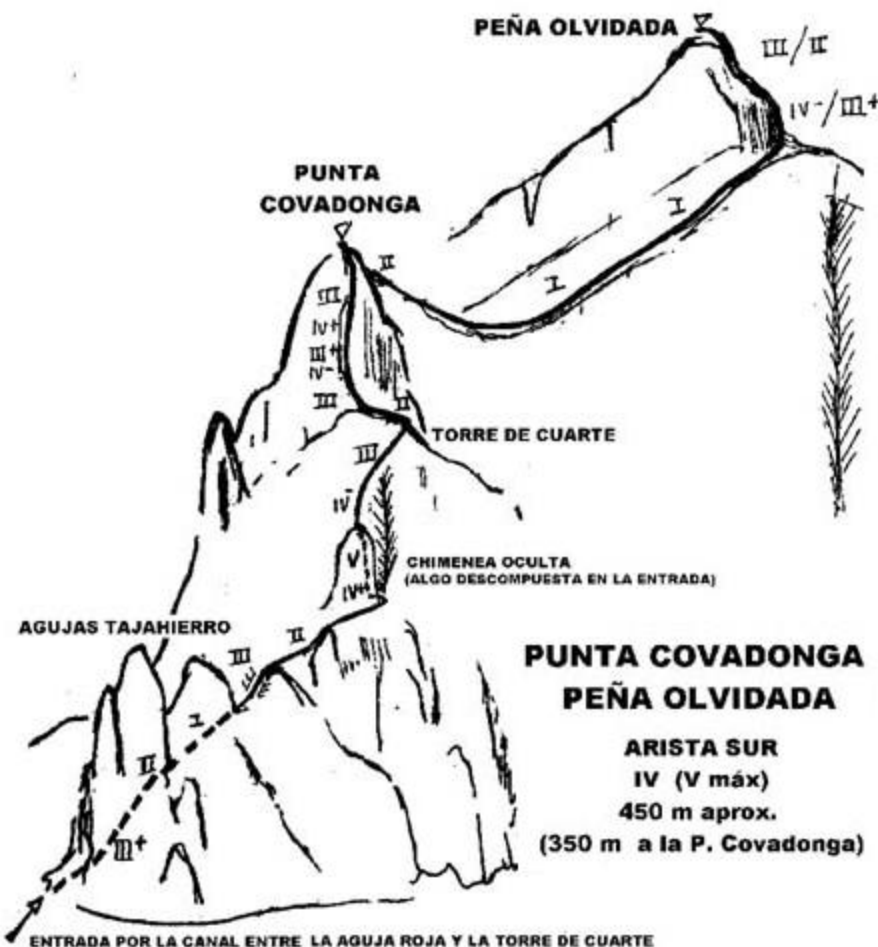 PEÑA OLVIDADA
III/II
IV-/III+
PUNTA
COVADONGA
II
I
I
III
IV+
III+
IV-
III
II
TORRE DE CUARTE
III
IV-
CHIMENEA OCULTA
(ALGO DESCOMPUESTA EN LA ENTRADA)
V
IV+
AGUJAS TAJAHIERRO
III
II
I
II
III+
PUNTA COVADONGA
PEÑA OLVIDADA
ARISTA SUR
IV (V máx)
450 m aprox.
(350 m a la P. Covadonga)
ENTRADA POR LA CANAL ENTRE LA AGUJA ROJA Y LA TORRE DE CUARTE